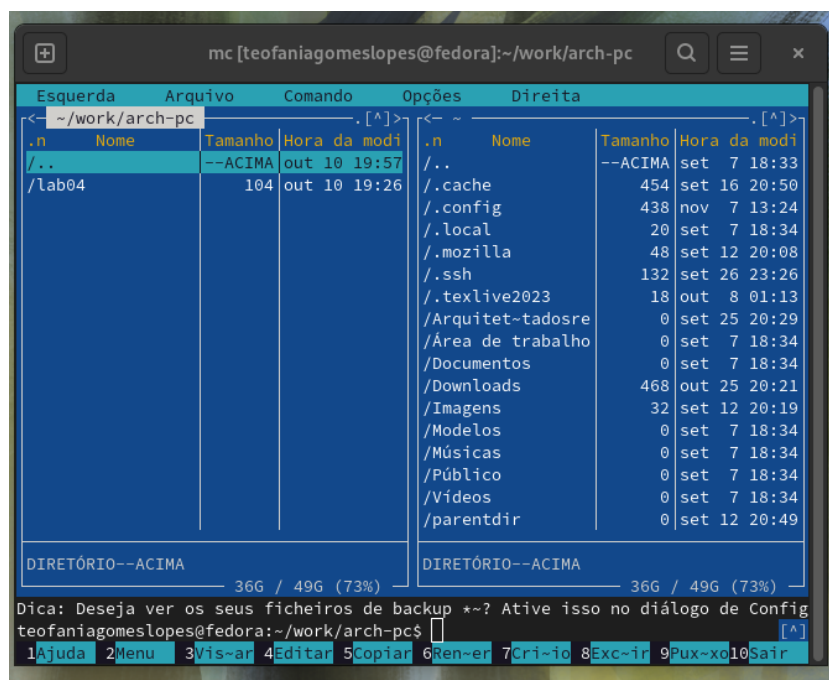 mc [teofaniagomeslopes@fedora]:~/work/arch-pc
Esquerda Arquivo Comando Opções Direita
<— ~/work/arch-pc .[^]> <— ~ .[^]>
.n Nome Tamanho Hora da modi .n Nome Tamanho Hora da modi
/.. --ACIMA out 10 19:57 /.. --ACIMA set 7 18:33
/lab04 104 out 10 19:26 /.cache 454 set 16 20:50
/.config 438 nov 7 13:24
/.local 20 set 7 18:34
/.mozilla 48 set 12 20:08
/.ssh 132 set 26 23:26
/.texlive2023 18 out 8 01:13
/Arquitet~tadosre 0 set 25 20:29
/Área de trabalho 0 set 7 18:34
/Documentos 0 set 7 18:34
/Downloads 468 out 25 20:21
/Imagens 32 set 12 20:19
/Modelos 0 set 7 18:34
/Músicas 0 set 7 18:34
/Público 0 set 7 18:34
/Vídeos 0 set 7 18:34
/parentdir 0 set 12 20:49
DIRETÓRIO--ACIMA DIRETÓRIO--ACIMA
36G / 49G (73%) 36G / 49G (73%)
Dica: Deseja ver os seus ficheiros de backup *~? Ative isso no diálogo de Config
teofaniagomeslopes@fedora:~/work/arch-pc$ [^]
1Ajuda 2Menu 3Vis~ar 4Editar 5Copiar 6Ren~er 7Cri~io 8Exc~ir 9Pux~xo10Sair